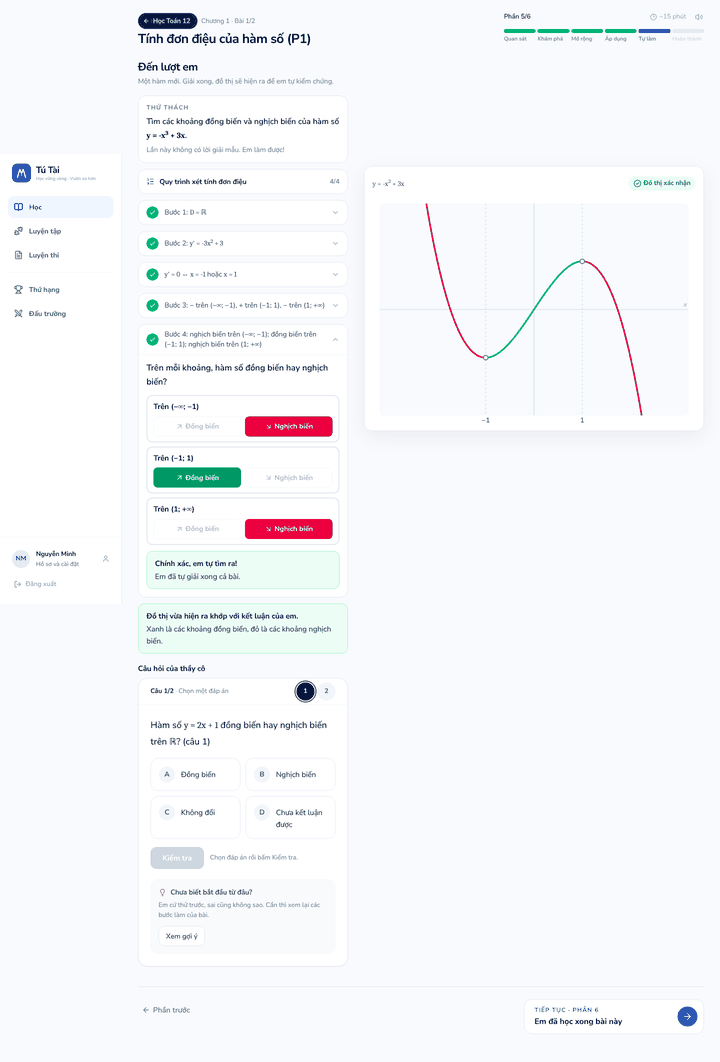 ← Học Toán 12
Chương 1 · Bài 1/2
Tính đơn điệu của hàm số (P1)
Phần 5/6
~15 phút
Quan sát
Khám phá
Mở rộng
Áp dụng
Tự làm
Hoàn thành
Tú Tài
Học vững vàng · Vươn xa hơn
Học
Luyện tập
Luyện thi
Thứ hạng
Đấu trường
NM
Nguyễn Minh
Hồ sơ và cài đặt
Đăng xuất
Đến lượt em
Một hàm mới. Giải xong, đồ thị sẽ hiện ra để em tự kiểm chứng.
THỬ THÁCH
Tìm các khoảng đồng biến và nghịch biến của hàm số
y = -x³ + 3x.
Lần này không có lời giải mẫu. Em làm được!
Quy trình xét tính đơn điệu
4/4
Bước 1: D = ℝ
Bước 2: y' = -3x² + 3
y' = 0 ⇔ x = -1 hoặc x = 1
Bước 3: − trên (−∞; −1), + trên (−1; 1), − trên (1; +∞)
Bước 4: nghịch biến trên (−∞; −1); đồng biến trên
(−1; 1); nghịch biến trên (1; +∞)
Trên mỗi khoảng, hàm số đồng biến hay nghịch
biến?
Trên (−∞; −1)
↗ Đồng biến
↘ Nghịch biến
Trên (−1; 1)
↗ Đồng biến
↘ Nghịch biến
Trên (1; +∞)
↗ Đồng biến
↘ Nghịch biến
Chính xác, em tự tìm ra!
Em đã tự giải xong cả bài.
Đồ thị vừa hiện ra khớp với kết luận của em.
Xanh là các khoảng đồng biến, đỏ là các khoảng nghịch
biến.
y = -x³ + 3x
Đồ thị xác nhận
x
−1
1
Câu hỏi của thầy cô
Câu 1/2 · Chọn một đáp án
1
2
Hàm số y = 2x + 1 đồng biến hay nghịch biến
trên ℝ? (câu 1)
A
Đồng biến
B
Nghịch biến
C
Không đổi
D
Chưa kết luận
được
Kiểm tra
Chọn đáp án rồi bấm Kiểm tra.
Chưa biết bắt đầu từ đâu?
Em cứ thử trước, sai cũng không sao. Cần thì xem lại các
bước làm của bài.
Xem gợi ý
← Phần trước
TIẾP TỤC · PHẦN 6
Em đã học xong bài này
→